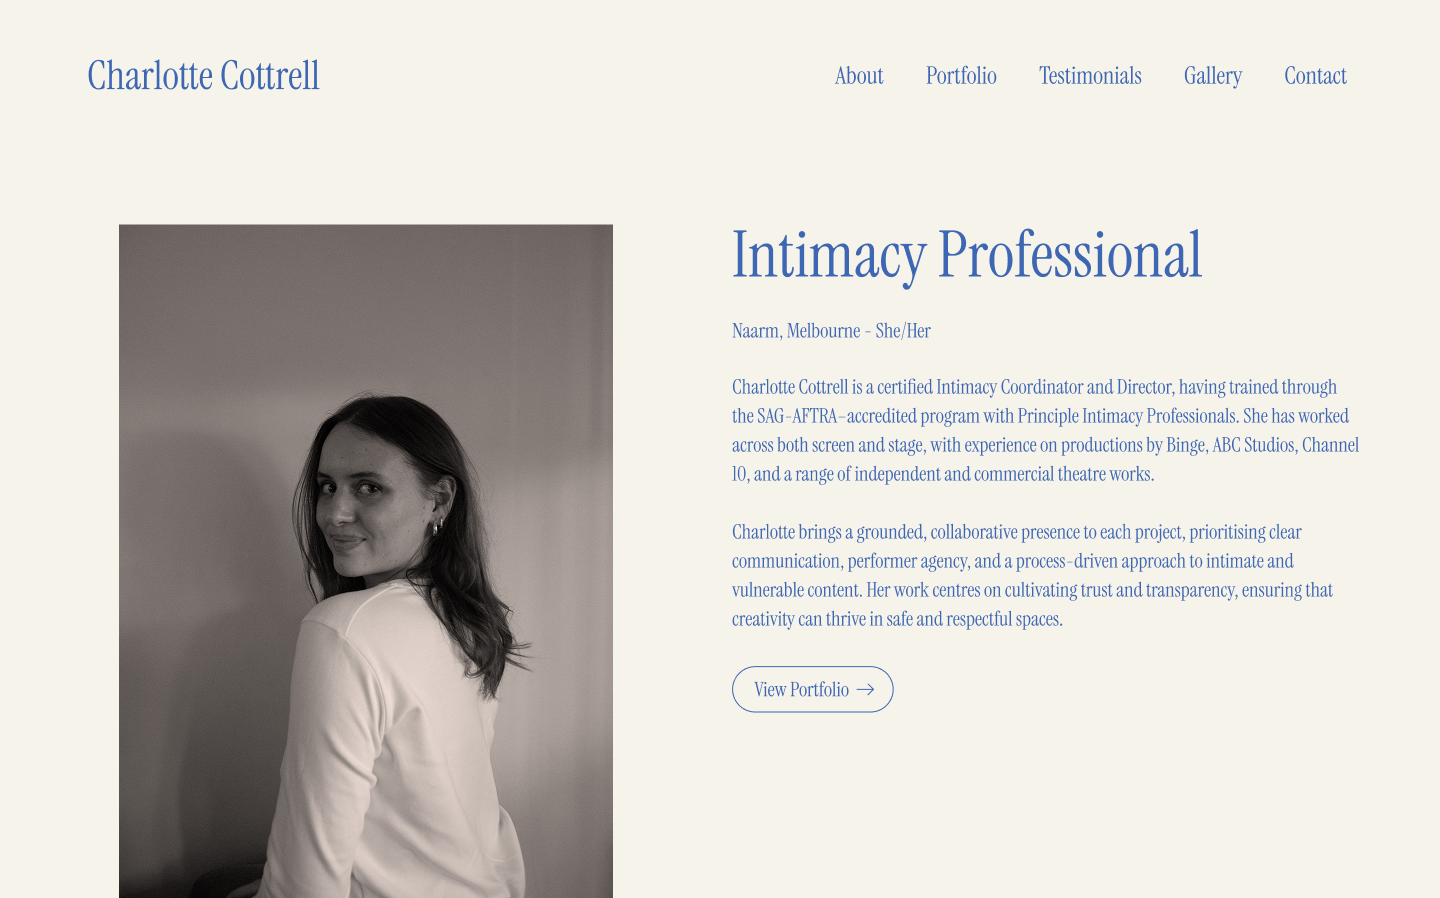 Charlotte Cottrell
About Portfolio Testimonials Gallery Contact
Intimacy Professional
Naarm, Melbourne - She/Her
Charlotte Cottrell is a certified Intimacy Coordinator and Director, having trained through
the SAG-AFTRA-accredited program with Principle Intimacy Professionals. She has worked
across both screen and stage, with experience on productions by Binge, ABC Studios, Channel
10, and a range of independent and commercial theatre works.
Charlotte brings a grounded, collaborative presence to each project, prioritising clear
communication, performer agency, and a process-driven approach to intimate and
vulnerable content. Her work centres on cultivating trust and transparency, ensuring that
creativity can thrive in safe and respectful spaces.
View Portfolio →